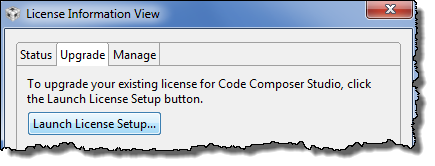 License Information View
Status Upgrade Manage
To upgrade your existing license for Code Composer Studio, click
the Launch License Setup button.
Launch License Setup...